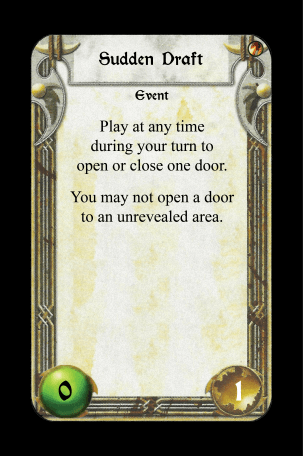 Sudden Draft
Event
Play at any time
during your turn to
open or close one door.
You may not open a door
to an unrevealed area.
0
1